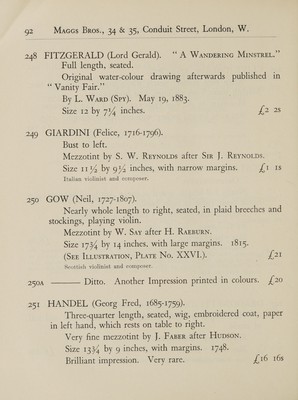 92 MAGGS BROS., 34 & 35, Conduit Street, London, W.
248 FITZGERALD (Lord Gerald). " A WANDERING MINSTREL."
Full length, seated.
Original water-colour drawing afterwards published in
" Vanity Fair."
By L. WARD (SPY). May 19, 1883.
Size 12 by 7¼ inches. £2 2s
249 GIARDINI (Felice, 1716-1796).
Bust to left.
Mezzotint by S. W. REYNOLDS after SIR J. REYNOLDS.
Size 11½ by 9½ inches, with narrow margins. £1 1s
Italian violinist and composer.
250 GOW (Neil, 1727-1807).
Nearly whole length to right, seated, in plaid breeches and
stockings, playing violin.
Mezzotint by W. SAY after H. RAEBURN.
Size 17¾ by 14 inches, with large margins. 1815.
(SEE ILLUSTRATION, PLATE NO. XXVI.). £21
Scottish violinist and composer.
250A ——— Ditto. Another Impression printed in colours. £20
251 HANDEL (Georg Fred, 1685-1759).
Three-quarter length, seated, wig, embroidered coat, paper
in left hand, which rests on table to right.
Very fine mezzotint by J. FABER after HUDSON.
Size 13¾ by 9 inches, with margins. 1748.
Brilliant impression. Very rare. £16 16s